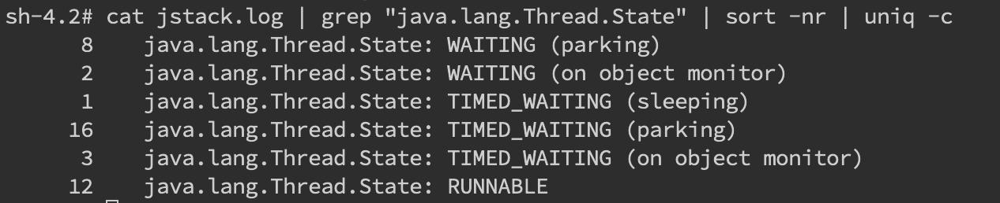 sh-4.2# cat jstack.log | grep "java.lang.Thread.State" | sort -nr | uniq -c
8    java.lang.Thread.State: WAITING (parking)
2    java.lang.Thread.State: WAITING (on object monitor)
1    java.lang.Thread.State: TIMED_WAITING (sleeping)
16    java.lang.Thread.State: TIMED_WAITING (parking)
3    java.lang.Thread.State: TIMED_WAITING (on object monitor)
12    java.lang.Thread.State: RUNNABLE